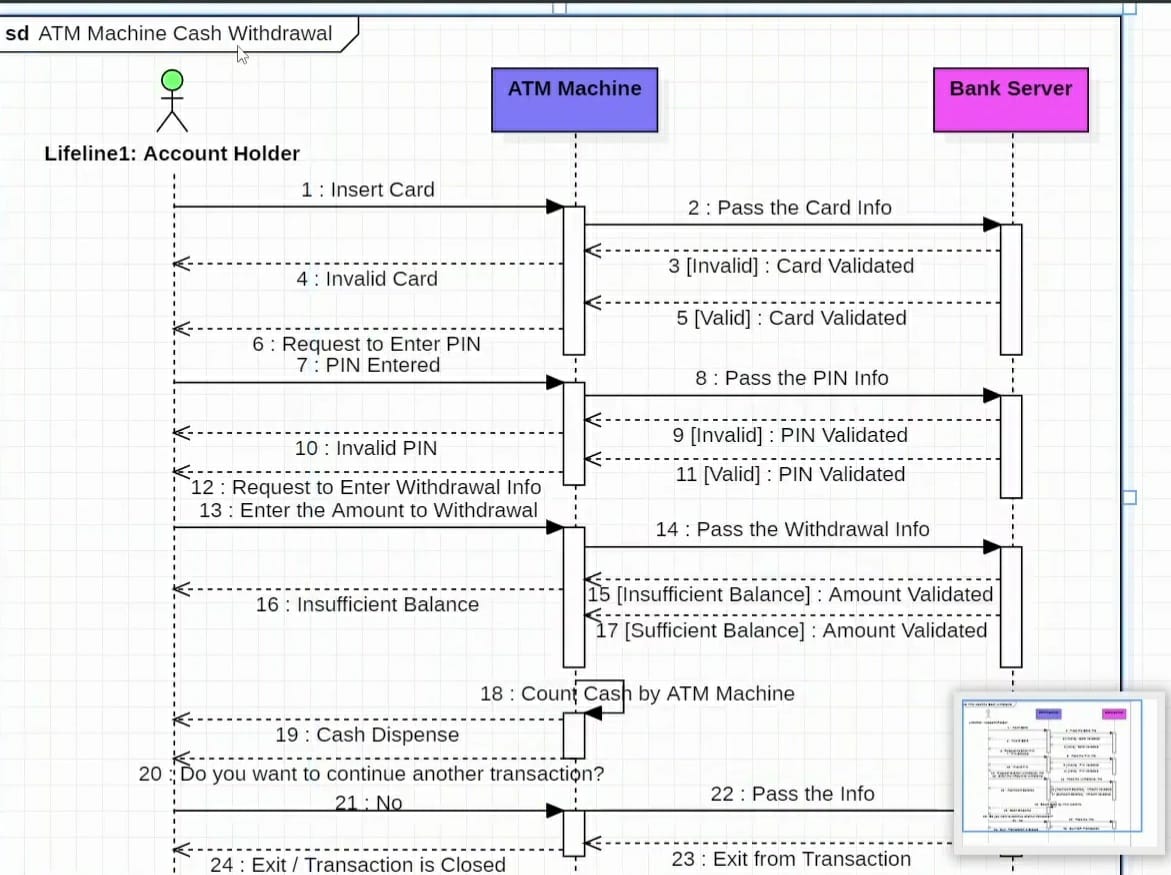 sd ATM Machine Cash Withdrawal
ATM Machine
Bank Server
Lifeline1: Account Holder
1 : Insert Card
2 : Pass the Card Info
3 [Invalid] : Card Validated
4 : Invalid Card
5 [Valid] : Card Validated
6 : Request to Enter PIN
7 : PIN Entered
8 : Pass the PIN Info
9 [Invalid] : PIN Validated
10 : Invalid PIN
11 [Valid] : PIN Validated
12 : Request to Enter Withdrawal Info
13 : Enter the Amount to Withdrawal
14 : Pass the Withdrawal Info
15 [Insufficient Balance] : Amount Validated
16 : Insufficient Balance
17 [Sufficient Balance] : Amount Validated
18 : Count Cash by ATM Machine
19 : Cash Dispense
20 : Do you want to continue another transaction?
21 : No
22 : Pass the Info
23 : Exit from Transaction
24 : Exit / Transaction is Closed